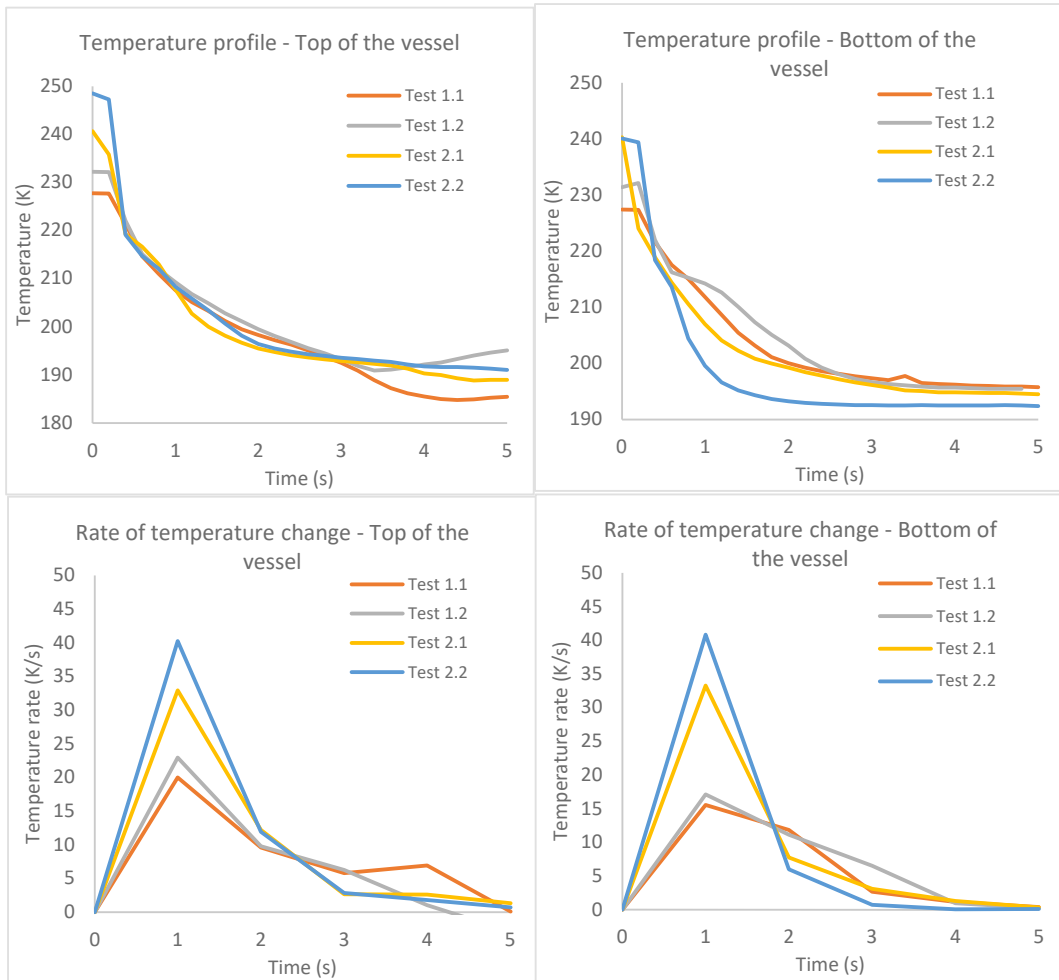 Temperature profile - Top of the vessel
250
240
230
220
210
200
190
180
0
1
2
3
4
5
Temperature (K)
Time (s)
Test 1.1
Test 1.2
Test 2.1
Test 2.2
Temperature profile - Bottom of the
vessel
250
240
230
220
210
200
190
0
1
2
3
4
5
Temperature (K)
Time (s)
Test 1.1
Test 1.2
Test 2.1
Test 2.2
Rate of temperature change - Top of the
vessel
50
45
40
35
30
25
20
15
10
5
0
0
1
2
3
4
5
Temperature rate (K/s)
Time (s)
Test 1.1
Test 1.2
Test 2.1
Test 2.2
Rate of temperature change - Bottom of
the vessel
50
45
40
35
30
25
20
15
10
5
0
0
1
2
3
4
5
Temperature rate (K/s)
Time (s)
Test 1.1
Test 1.2
Test 2.1
Test 2.2